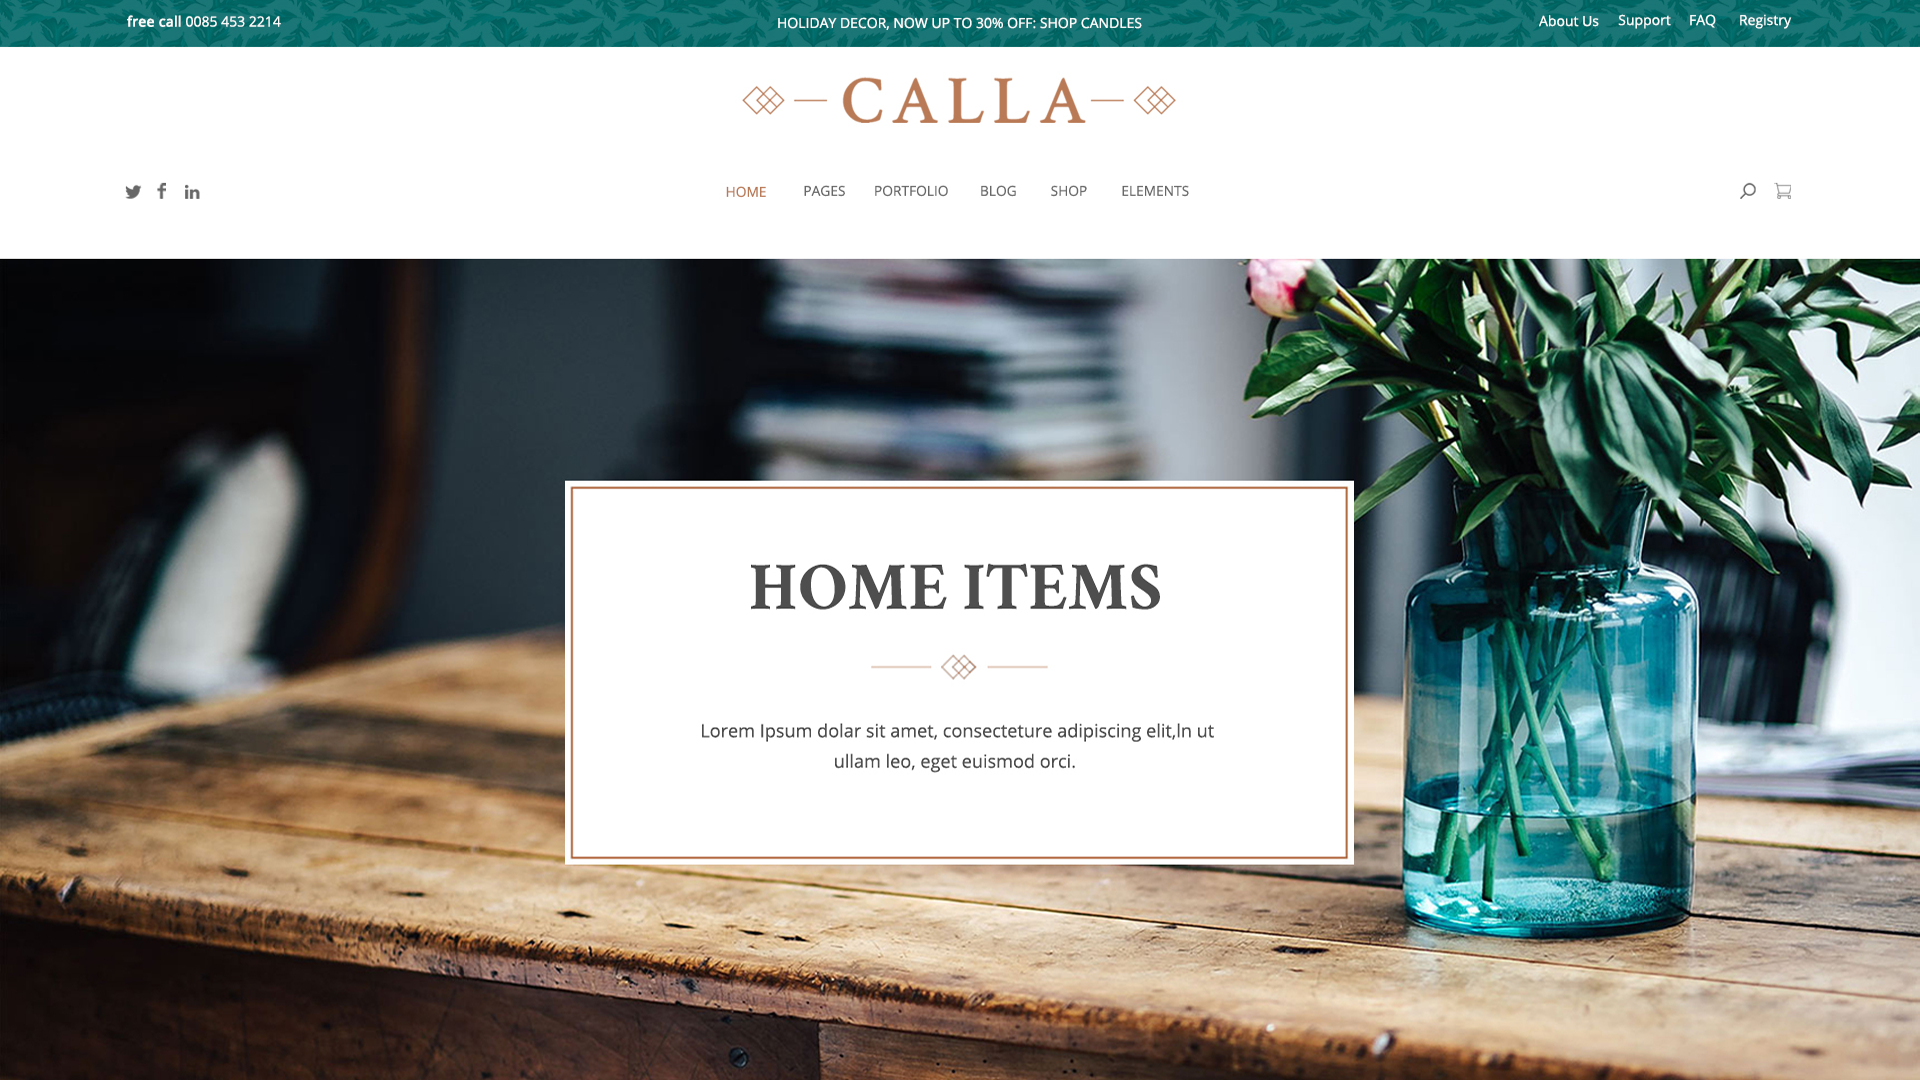 free call 0085 453 2214
HOLIDAY DECOR, NOW UP TO 30% OFF: SHOP CANDLES
About Us Support FAQ Registry
CALLA
HOME PAGES PORTFOLIO BLOG SHOP ELEMENTS
HOME ITEMS
Lorem Ipsum dolar sit amet, consecteture adipiscing elit,ln ut
ullam leo, eget euismod orci.